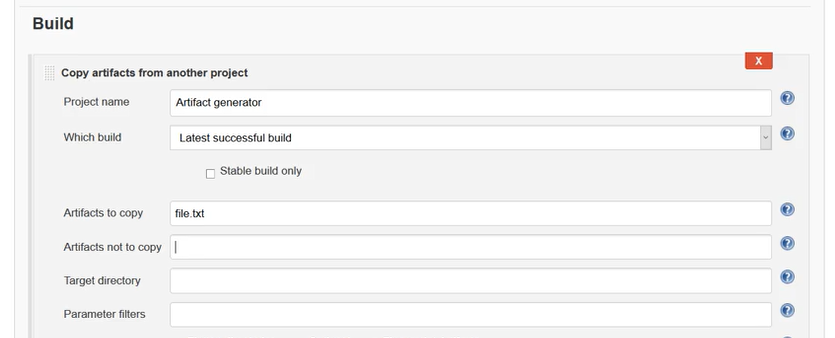 Build
Copy artifacts from another project
X
Project name Artifact generator
Which build Latest successful build
Stable build only
Artifacts to copy file.txt
Artifacts not to copy
Target directory
Parameter filters